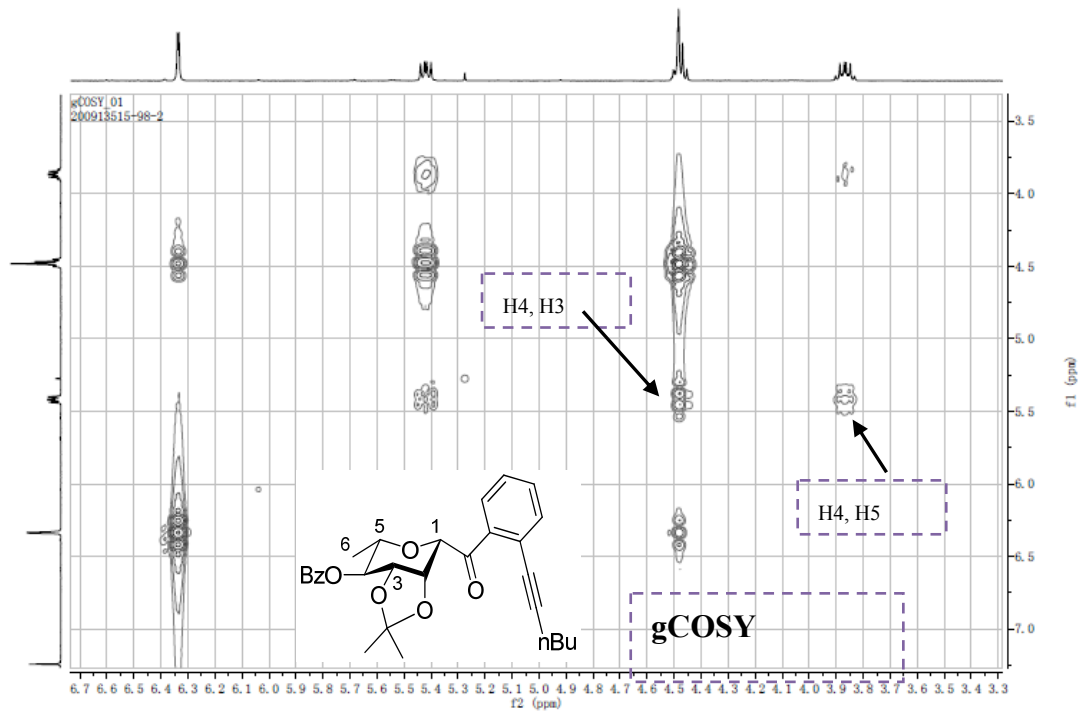 gCOSY_01
200913515-98-2
3.5
4.0
4.5
5.0
5.5
6.0
6.5
7.0
f1 (ppm)
H4, H3
H4, H5
5
1
6
O
BzO
3
O
O
O
nBu
gCOSY
6.7 6.6 6.5 6.4 6.3 6.2 6.1 6.0 5.9 5.8 5.7 5.6 5.5 5.4 5.3 5.2 5.1 5.0 4.9 4.8 4.7 4.6 4.5 4.4 4.3 4.2 4.1 4.0 3.9 3.8 3.7 3.6 3.5 3.4 3.3
f2 (ppm)